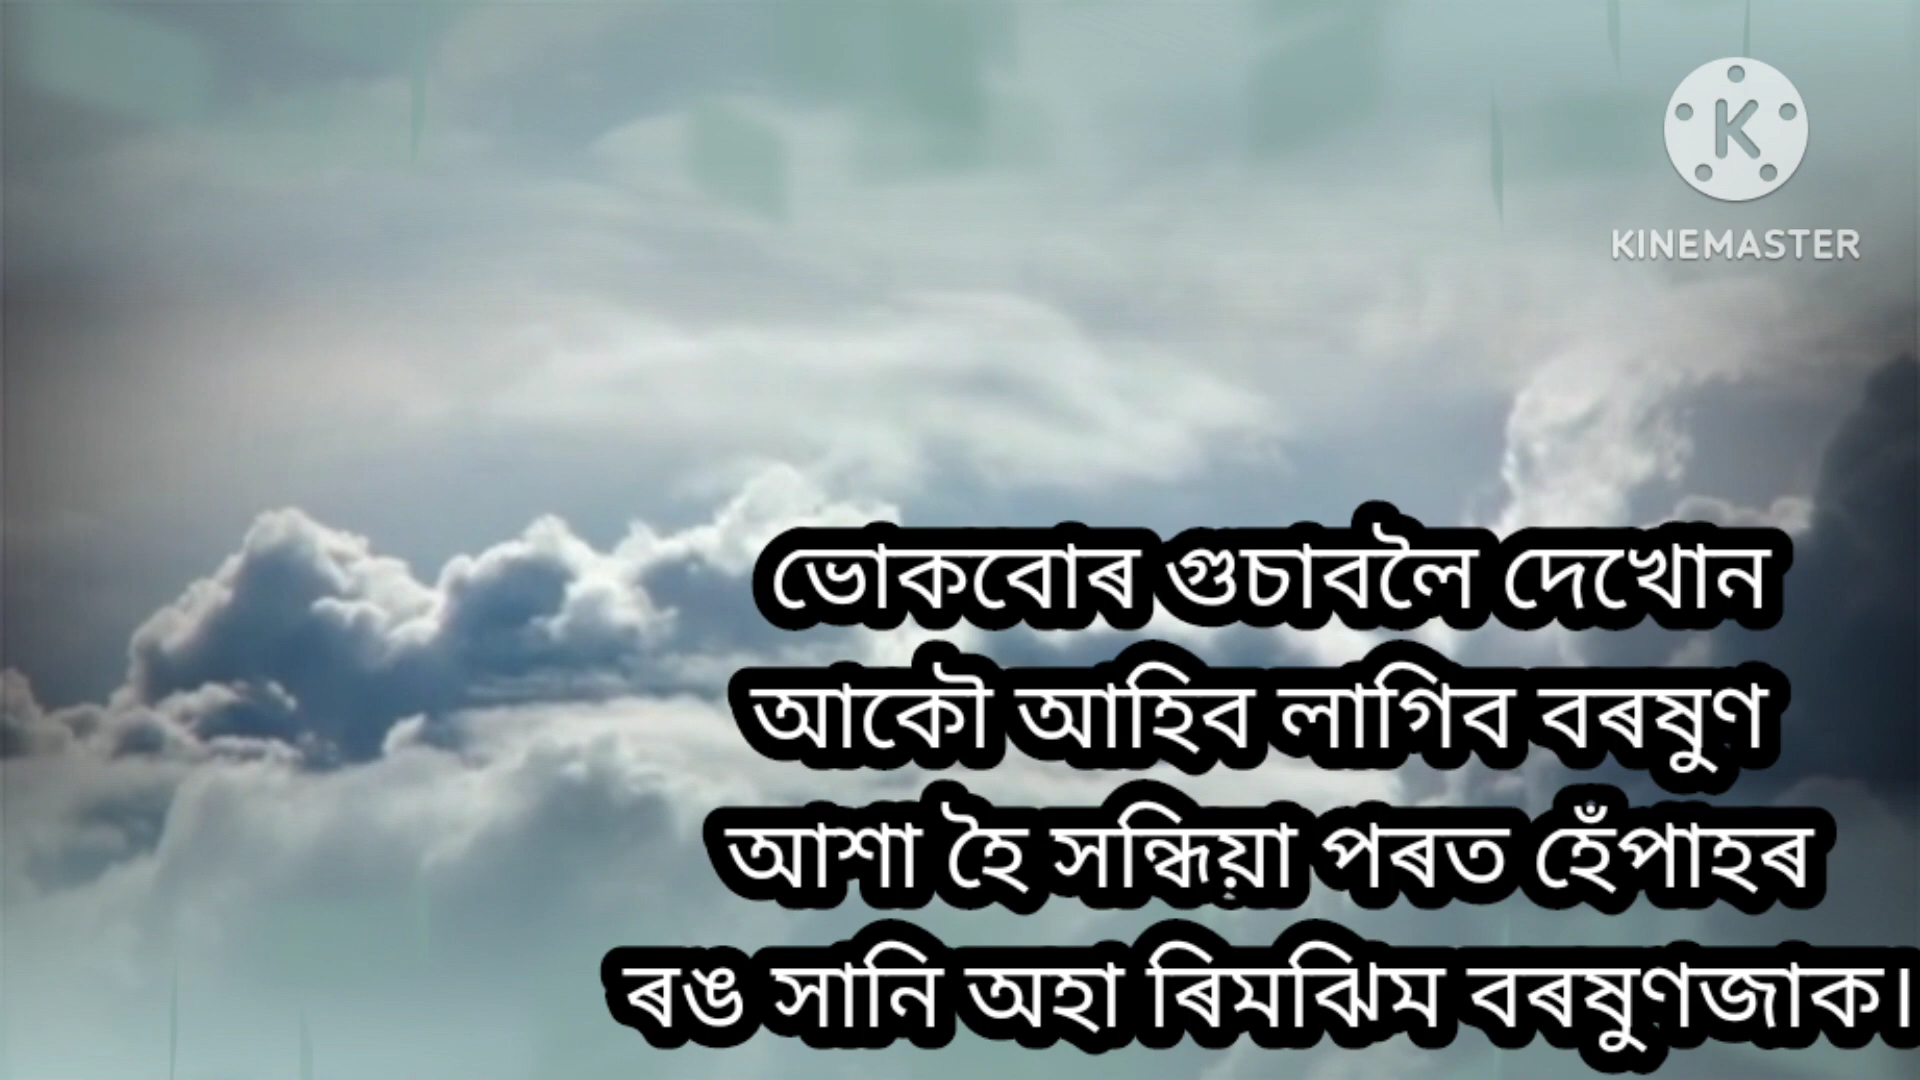 KINEMASTER
ভোকবোৰ গুচাবলৈ দেখোন
আকৌ আহিব লাগিব বৰষুণ
আশা হৈ সন্ধিয়া পৰত হেঁপাহৰ
ৰঙ সানি অহা ৰিমঝিম বৰষুণজাক।